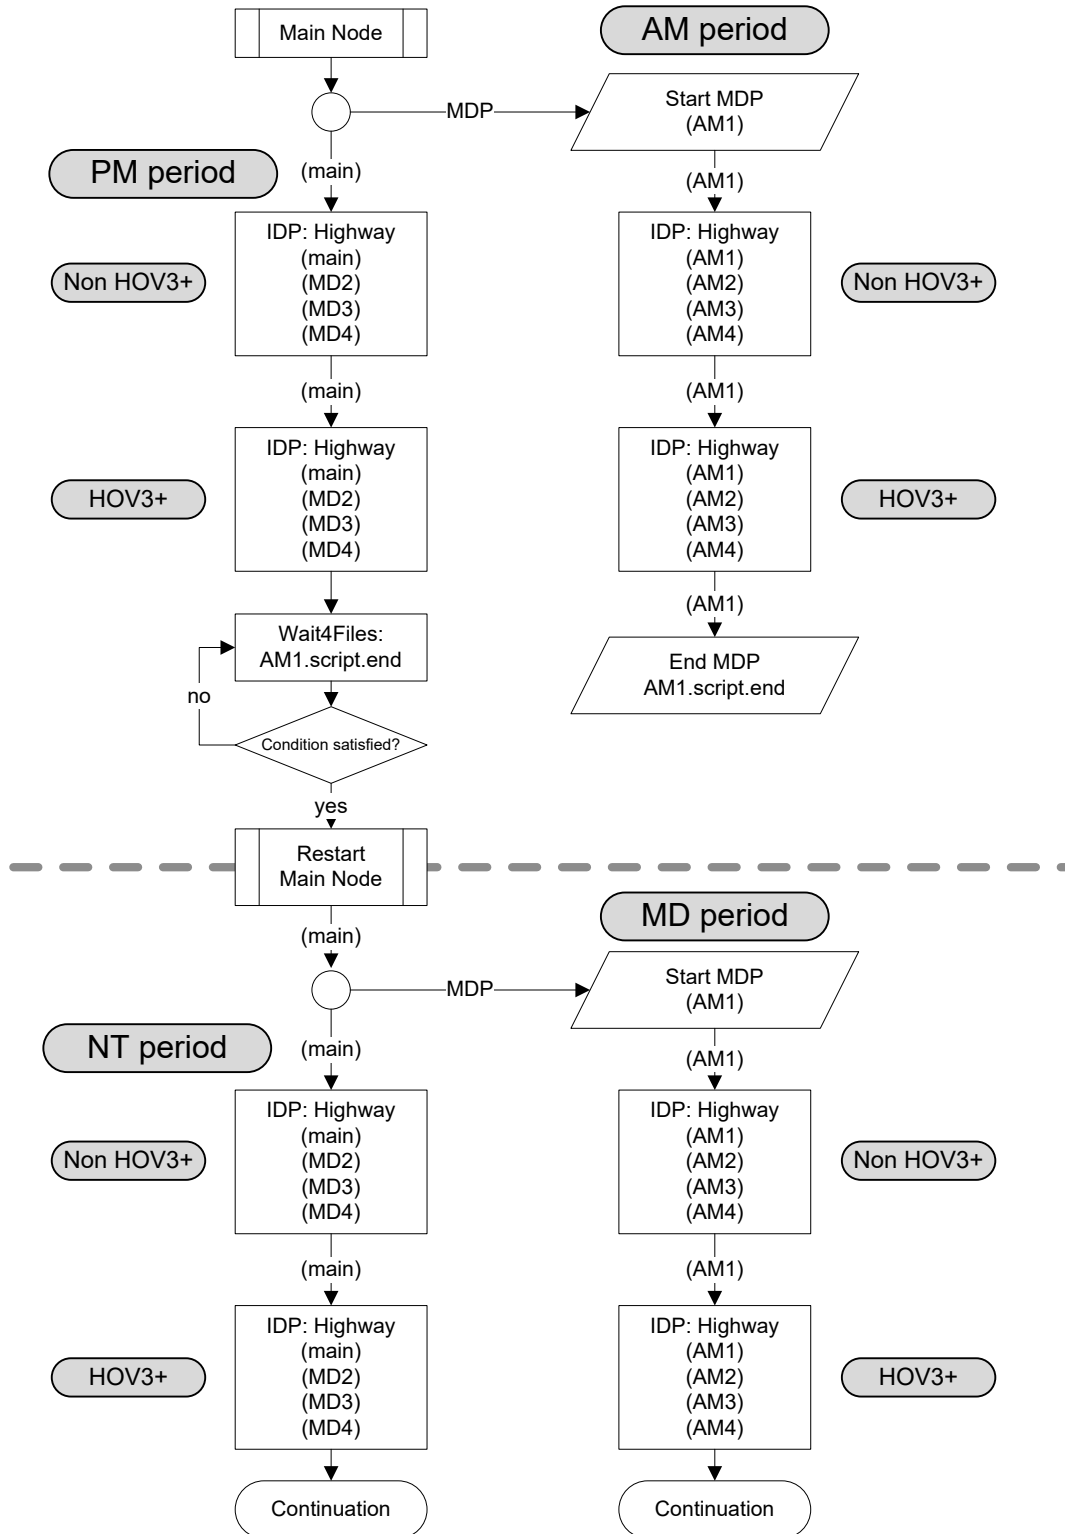 Main Node
AM period
MDP
Start MDP
(AM1)
PM period
(main)
(AM1)
IDP: Highway
(main)
(MD2)
(MD3)
(MD4)
Non HOV3+
IDP: Highway
(AM1)
(AM2)
(AM3)
(AM4)
Non HOV3+
(main)
(AM1)
IDP: Highway
(main)
(MD2)
(MD3)
(MD4)
HOV3+
IDP: Highway
(AM1)
(AM2)
(AM3)
(AM4)
HOV3+
(AM1)
Wait4Files:
AM1.script.end
End MDP
AM1.script.end
no
Condition satisfied?
yes
Restart
Main Node
MD period
(main)
MDP
Start MDP
(AM1)
NT period
(main)
(AM1)
IDP: Highway
(main)
(MD2)
(MD3)
(MD4)
Non HOV3+
IDP: Highway
(AM1)
(AM2)
(AM3)
(AM4)
Non HOV3+
(main)
(AM1)
IDP: Highway
(main)
(MD2)
(MD3)
(MD4)
HOV3+
IDP: Highway
(AM1)
(AM2)
(AM3)
(AM4)
HOV3+
Continuation
Continuation